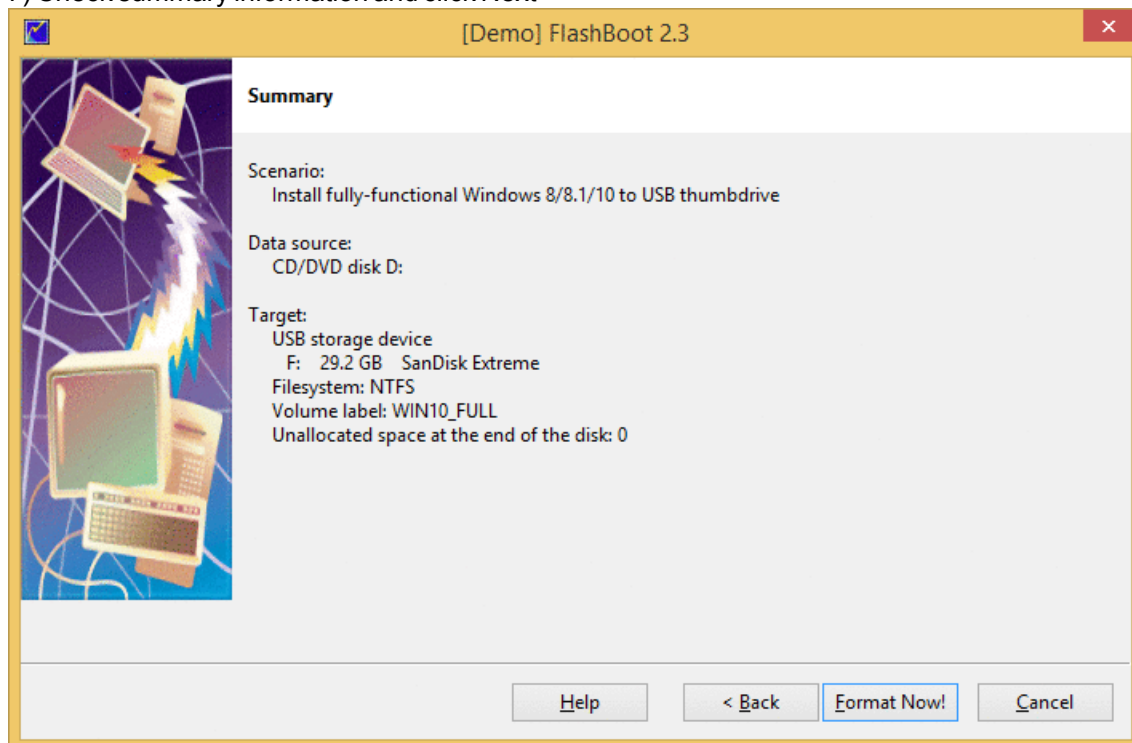 [Demo] FlashBoot 2.3
Summary
Scenario:
Install fully-functional Windows 8/8.1/10 to USB thumbdrive
Data source:
CD/DVD disk D:
Target:
USB storage device
F: 29.2 GB SanDisk Extreme
Filesystem: NTFS
Volume label: WIN10_FULL
Unallocated space at the end of the disk: 0
Help < Back Format Now! Cancel